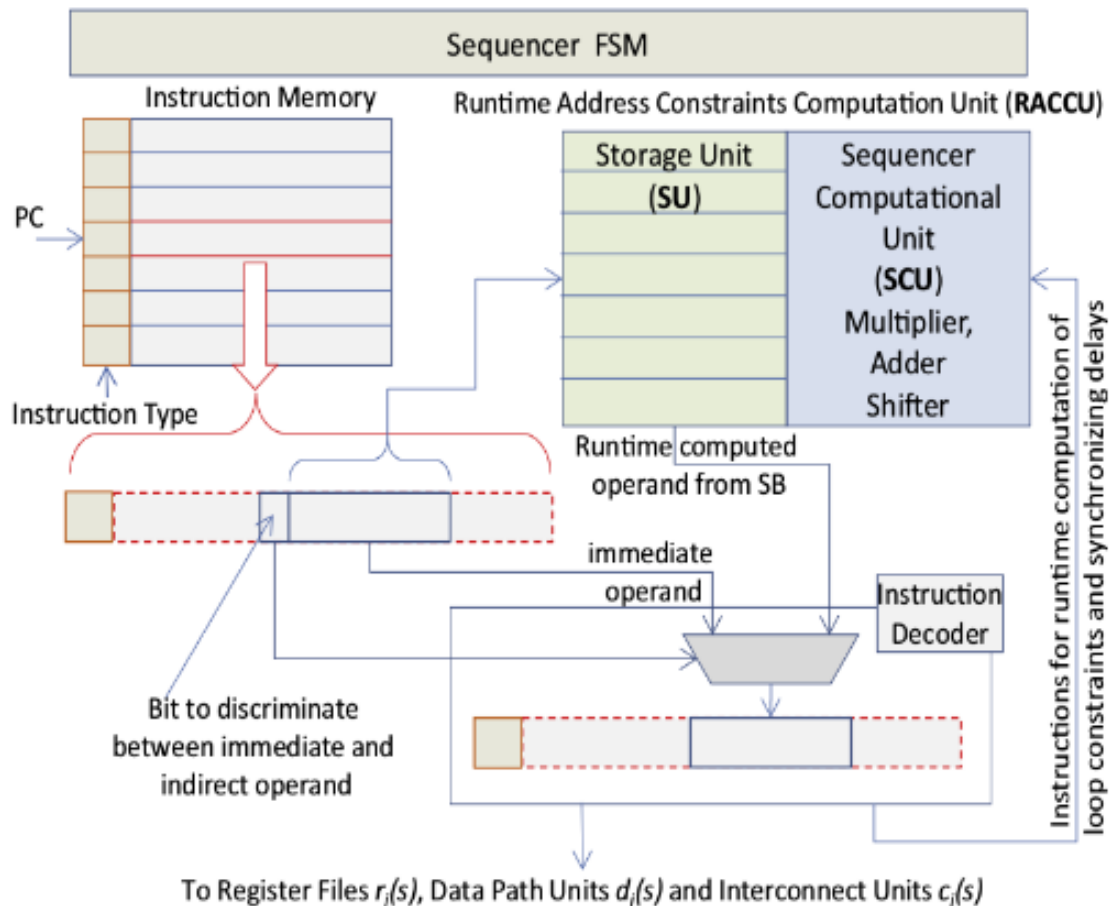 Sequencer FSM
Instruction Memory
Runtime Address Constraints Computation Unit (RACCU)
Storage Unit
(SU)
Sequencer
Computational
Unit
(SCU)
Multiplier,
Adder
Shifter
PC
Instruction Type
Runtime computed
operand from SB
immediate
operand
Instruction
Decoder
Bit to discriminate
between immediate and
indirect operand
Instructions for runtime computation of
loop constraints and synchronizing delays
To Register Files ri(s), Data Path Units di(s) and Interconnect Units ci(s)